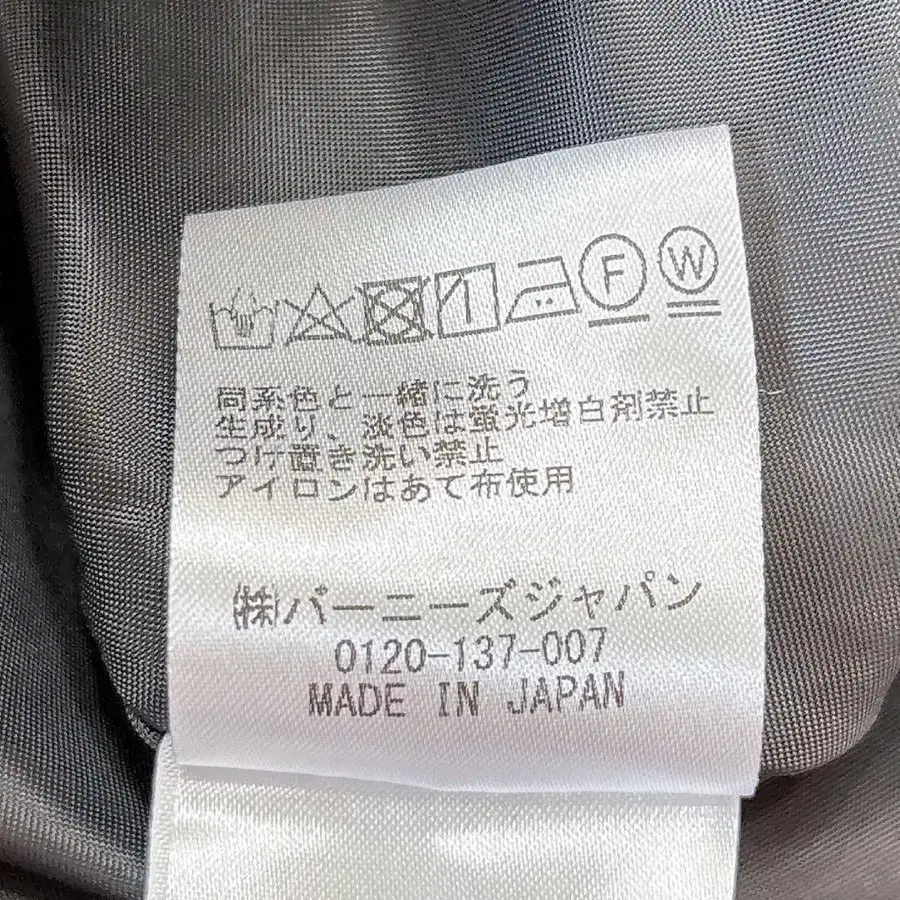 F W
同系色と一緒に洗う
生成り、淡色は蛍光増白剤禁止
つけ置き洗い禁止
アイロンはあて布使用
㈱バーニーズジャパン
0120-137-007
MADE IN JAPAN